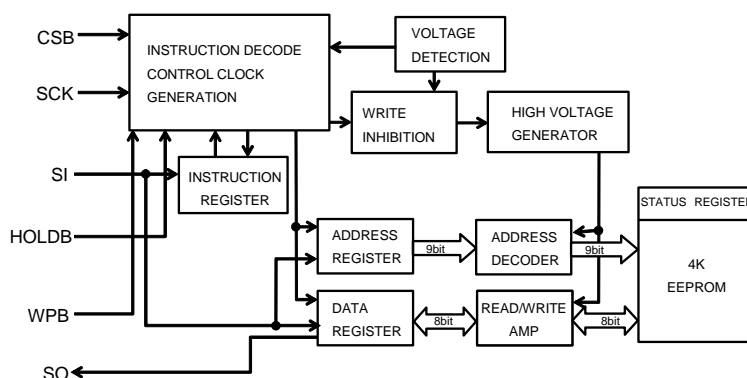 CSB
INSTRUCTION DECODE
CONTROL CLOCK
GENERATION
VOLTAGE
DETECTION
SCK
WRITE
INHIBITION
HIGH VOLTAGE
GENERATOR
SI
INSTRUCTION
REGISTER
STATUS REGISTER
HOLDB
ADDRESS
REGISTER
9bit
ADDRESS
DECODER
9bit
4K
EEPROM
WPB
DATA
REGISTER
8bit
READ/WRITE
AMP
8bit
SO